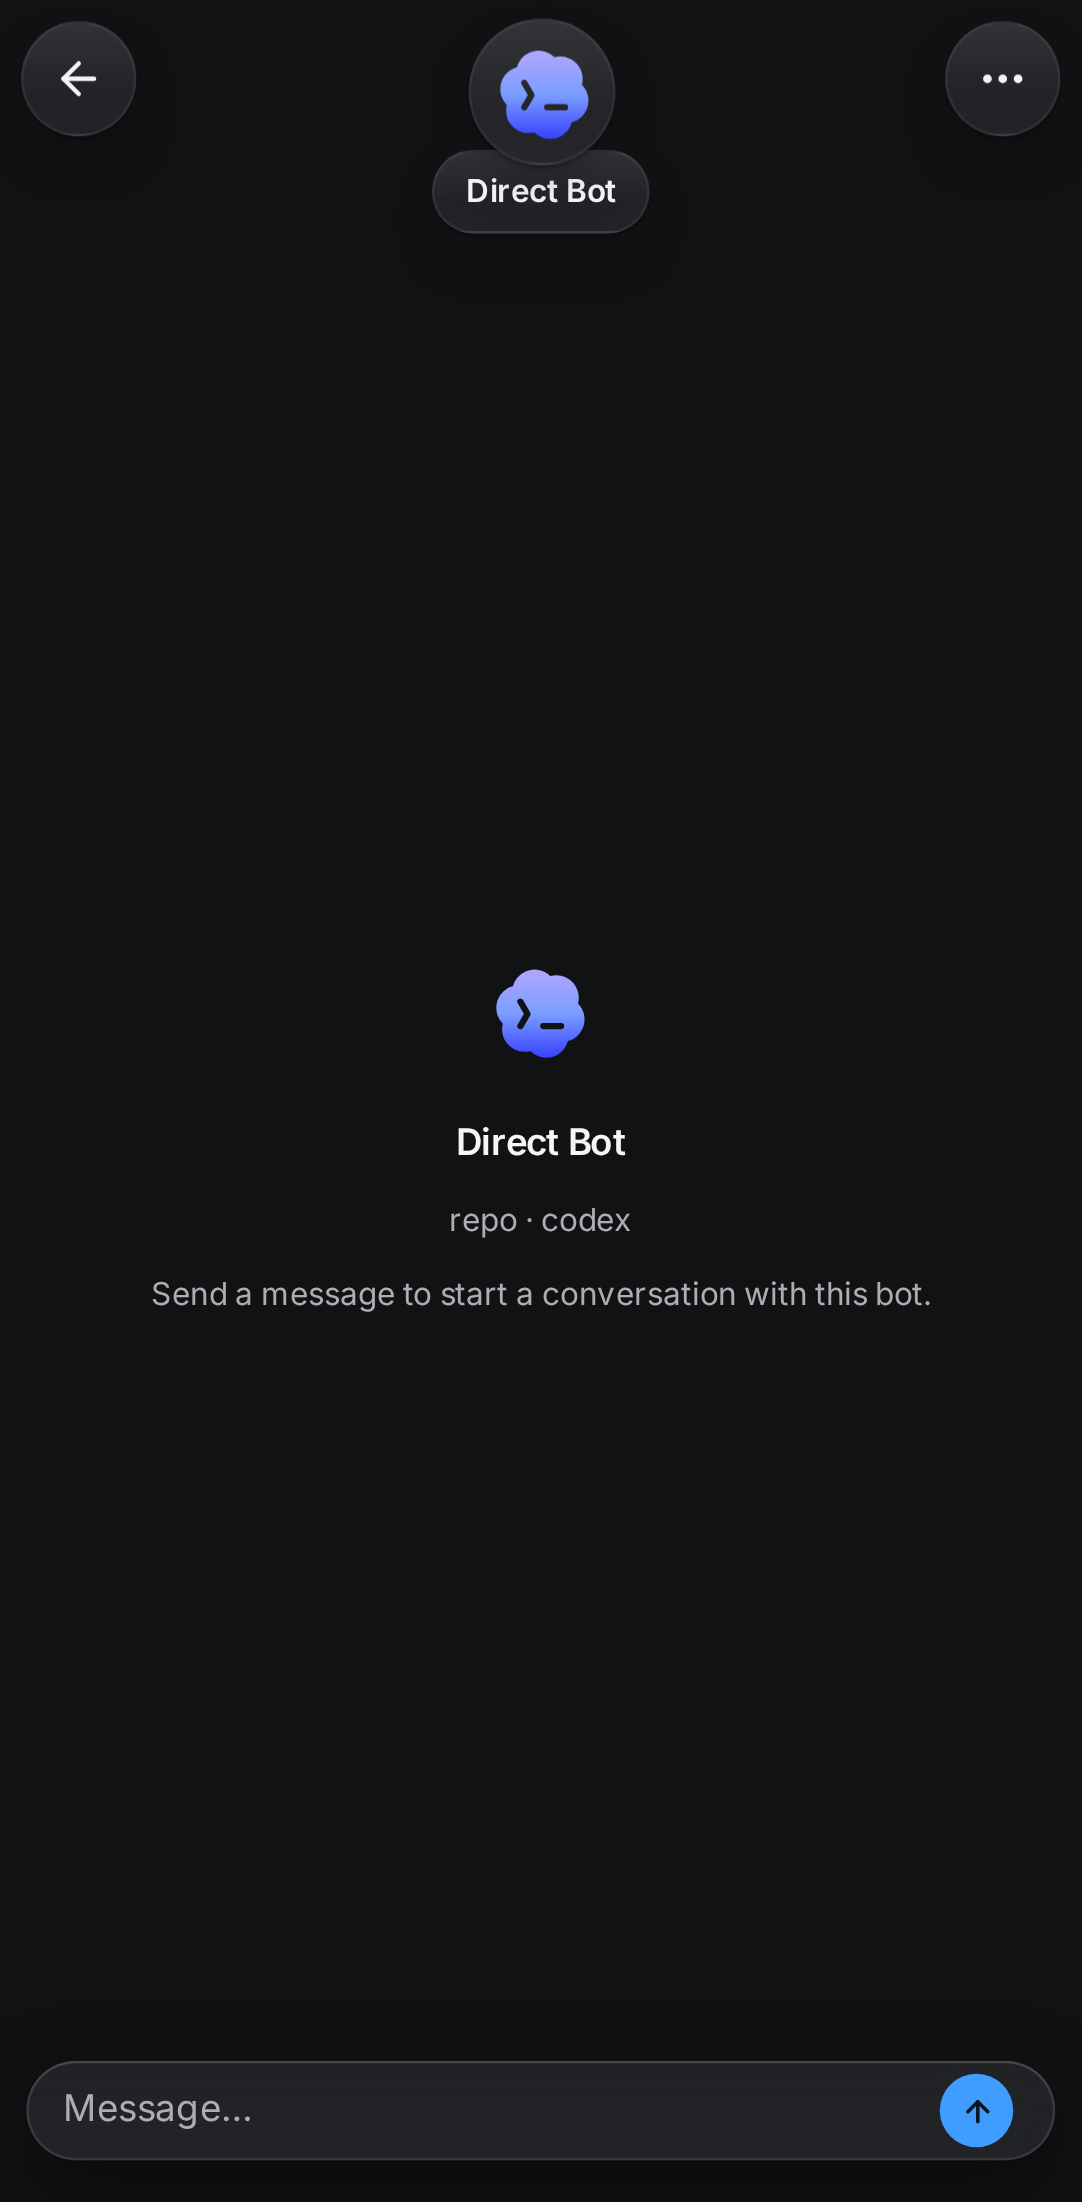 Direct Bot
Direct Bot
repo · codex
Send a message to start a conversation with this bot.
Message...